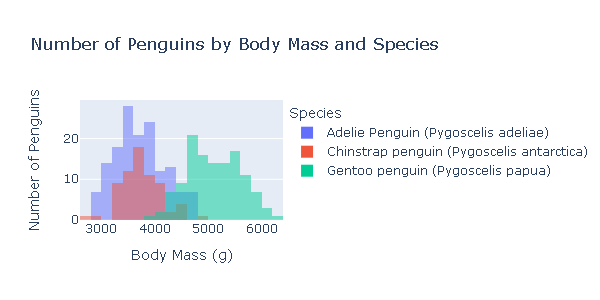 Number of Penguins by Body Mass and Species
Number of Penguins
20
10
0
3000 4000 5000 6000
Body Mass (g)
Species
Adelie Penguin (Pygoscelis adeliae)
Chinstrap penguin (Pygoscelis antarctica)
Gentoo penguin (Pygoscelis papua)